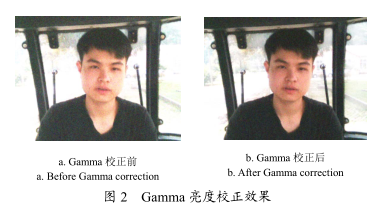 a. Gamma 校正前
a. Before Gamma correction
b. Gamma 校正后
b. After Gamma correction
图 2 Gamma 亮度校正效果